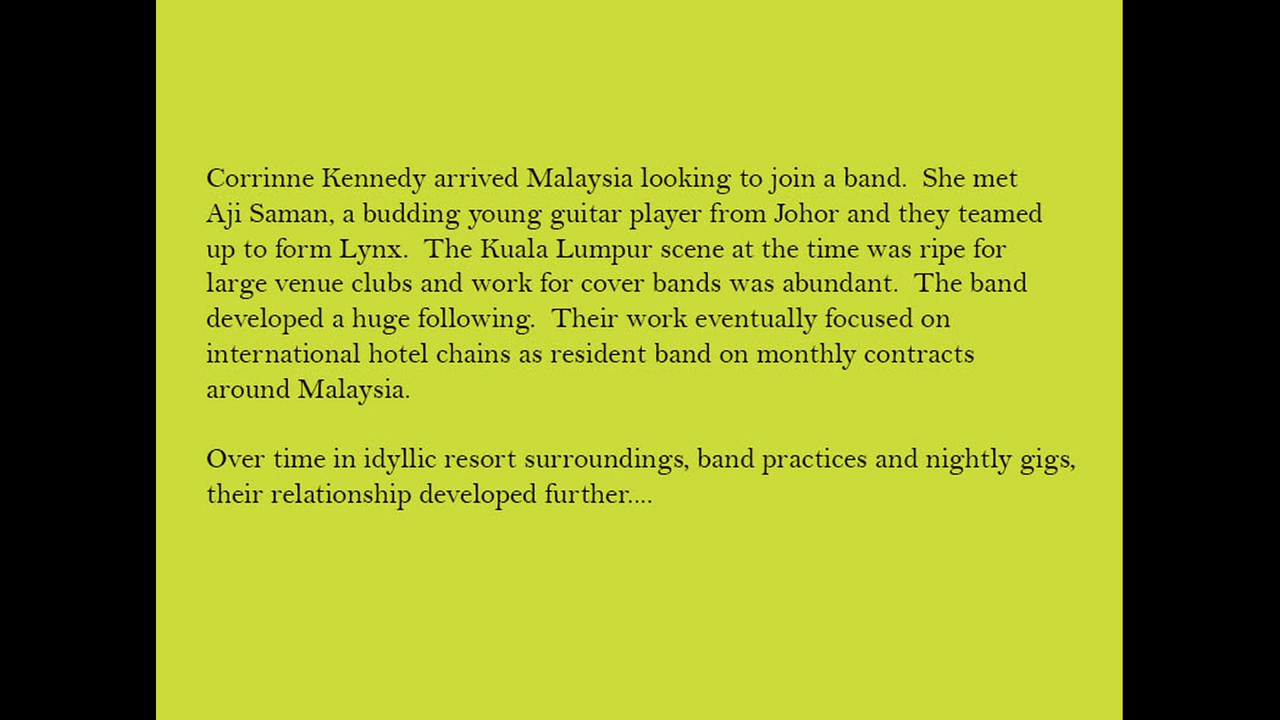 Corrinne Kennedy arrived Malaysia looking to join a band.  She met
Aji Saman, a budding young guitar player from Johor and they teamed
up to form Lynx.  The Kuala Lumpur scene at the time was ripe for
large venue clubs and work for cover bands was abundant.  The band
developed a huge following.  Their work eventually focused on
international hotel chains as resident band on monthly contracts
around Malaysia.
Over time in idyllic resort surroundings, band practices and nightly gigs,
their relationship developed further....